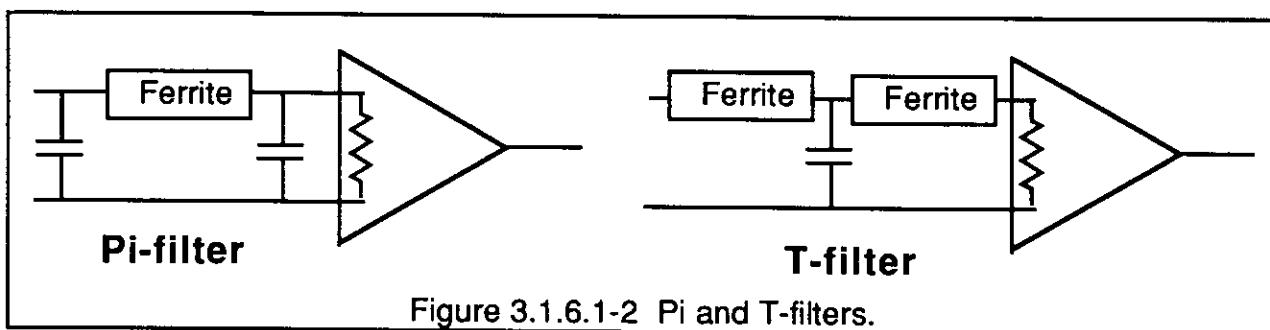 Ferrite
Ferrite
Ferrite
Pi-filter
T-filter
Figure 3.1.6.1-2 Pi and T-filters.